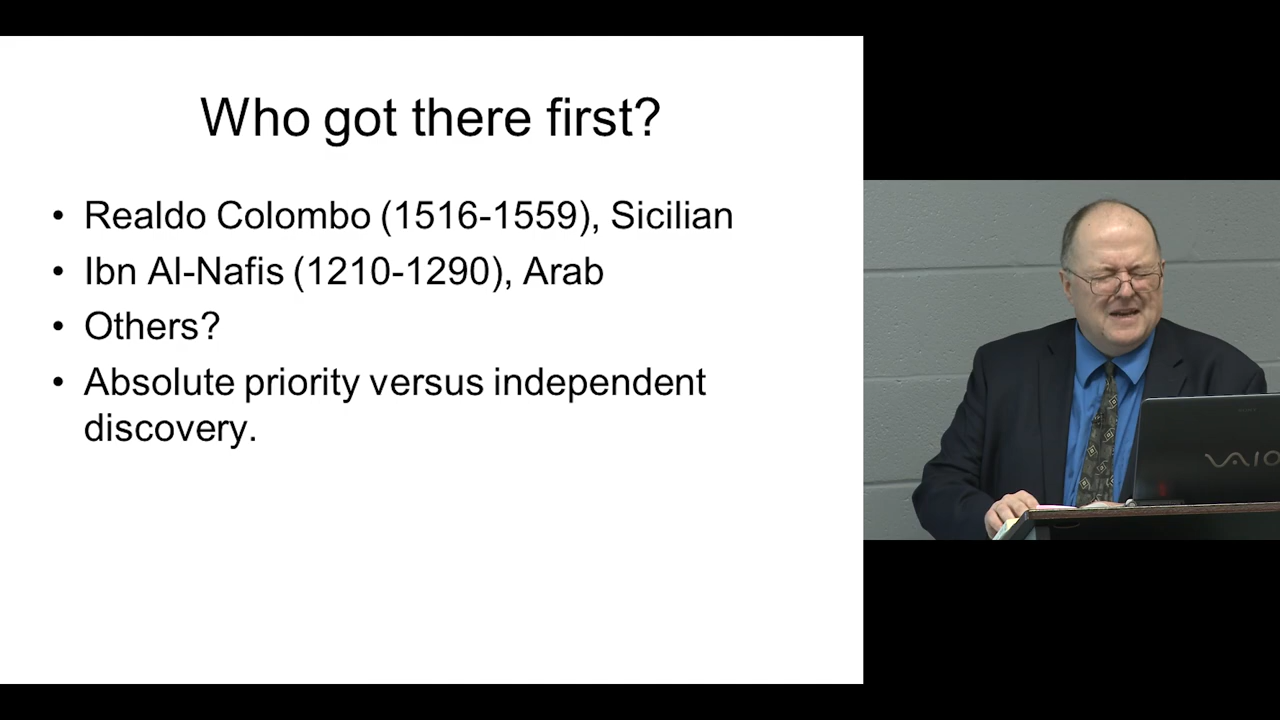 Who got there first?
• Realdo Colombo (1516-1559), Sicilian
• Ibn Al-Nafis (1210-1290), Arab
• Others?
• Absolute priority versus independent
discovery.
VAIO